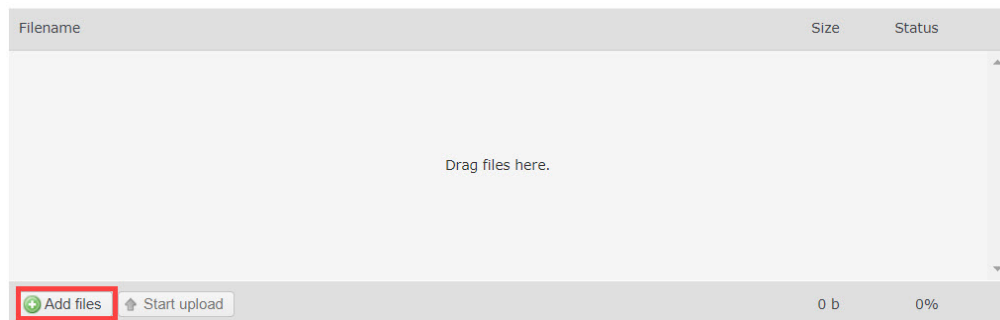 Filename Size Status
Drag files here.
Add files Start upload 0 b 0%